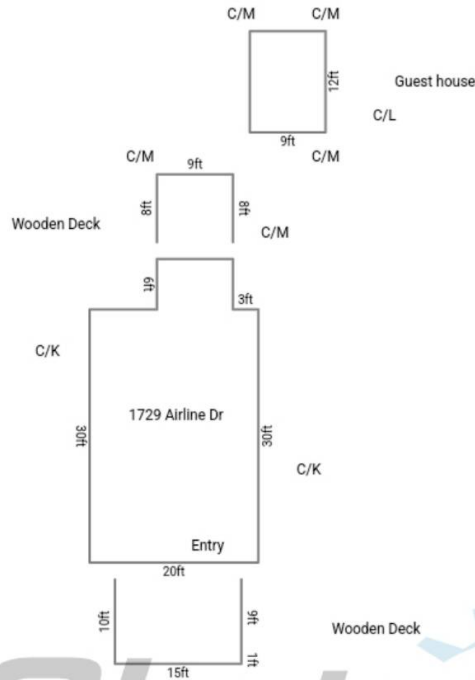 C/M
C/M
12ft
Guest house
C/L
9ft
C/M
C/M
9ft
8ft
8ft
Wooden Deck
C/M
6ft
3ft
C/K
1729 Airline Dr
30ft
30ft
C/K
Entry
20ft
10ft
9ft
Wooden Deck
1ft
15ft